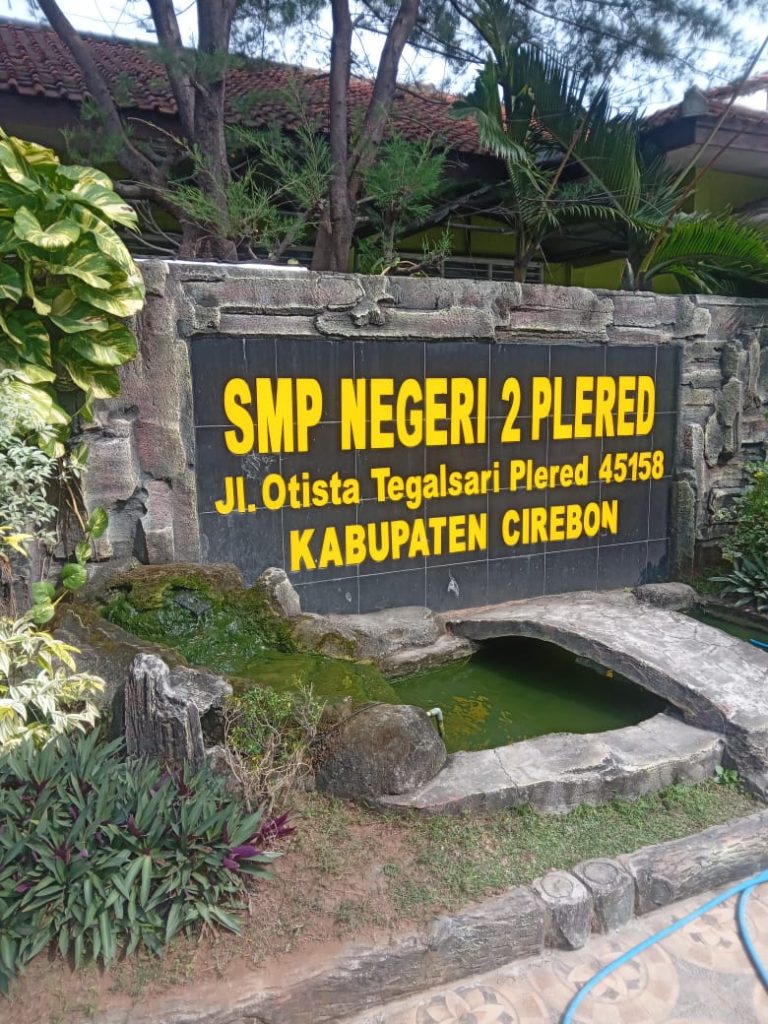 SMP NEGERI 2 PLERED
Jl. Otista Tegalsari Plered 45158
KABUPATEN CIREBON